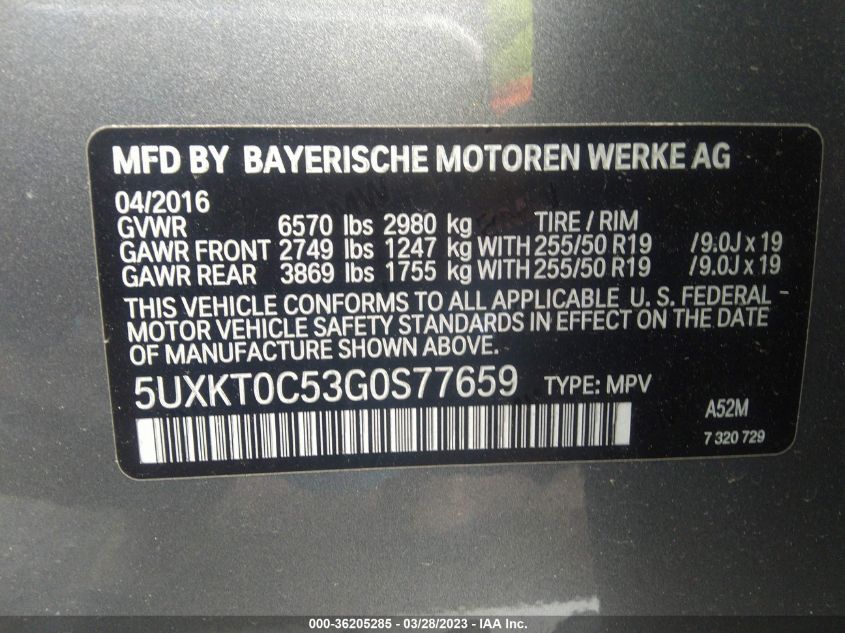 MFD BY BAYERISCHE MOTOREN WERKE AG
04/2016
GVWR 6570 lbs 2980 kg TIRE / RIM
GAWR FRONT 2749 lbs 1247 kg WITH 255/50 R19 /9.0J x 19
GAWR REAR 3869 lbs 1755 kg WITH 255/50 R19 /9.0J x 19
THIS VEHICLE CONFORMS TO ALL APPLICABLE U. S. FEDERAL
MOTOR VEHICLE SAFETY STANDARDS IN EFFECT ON THE DATE
OF MANUFACTURE SHOWN ABOVE.
5UXKT0C53G0S77659 TYPE: MPV
A52M
7 320 729
000-36205285 - 03/28/2023 - IAA Inc.